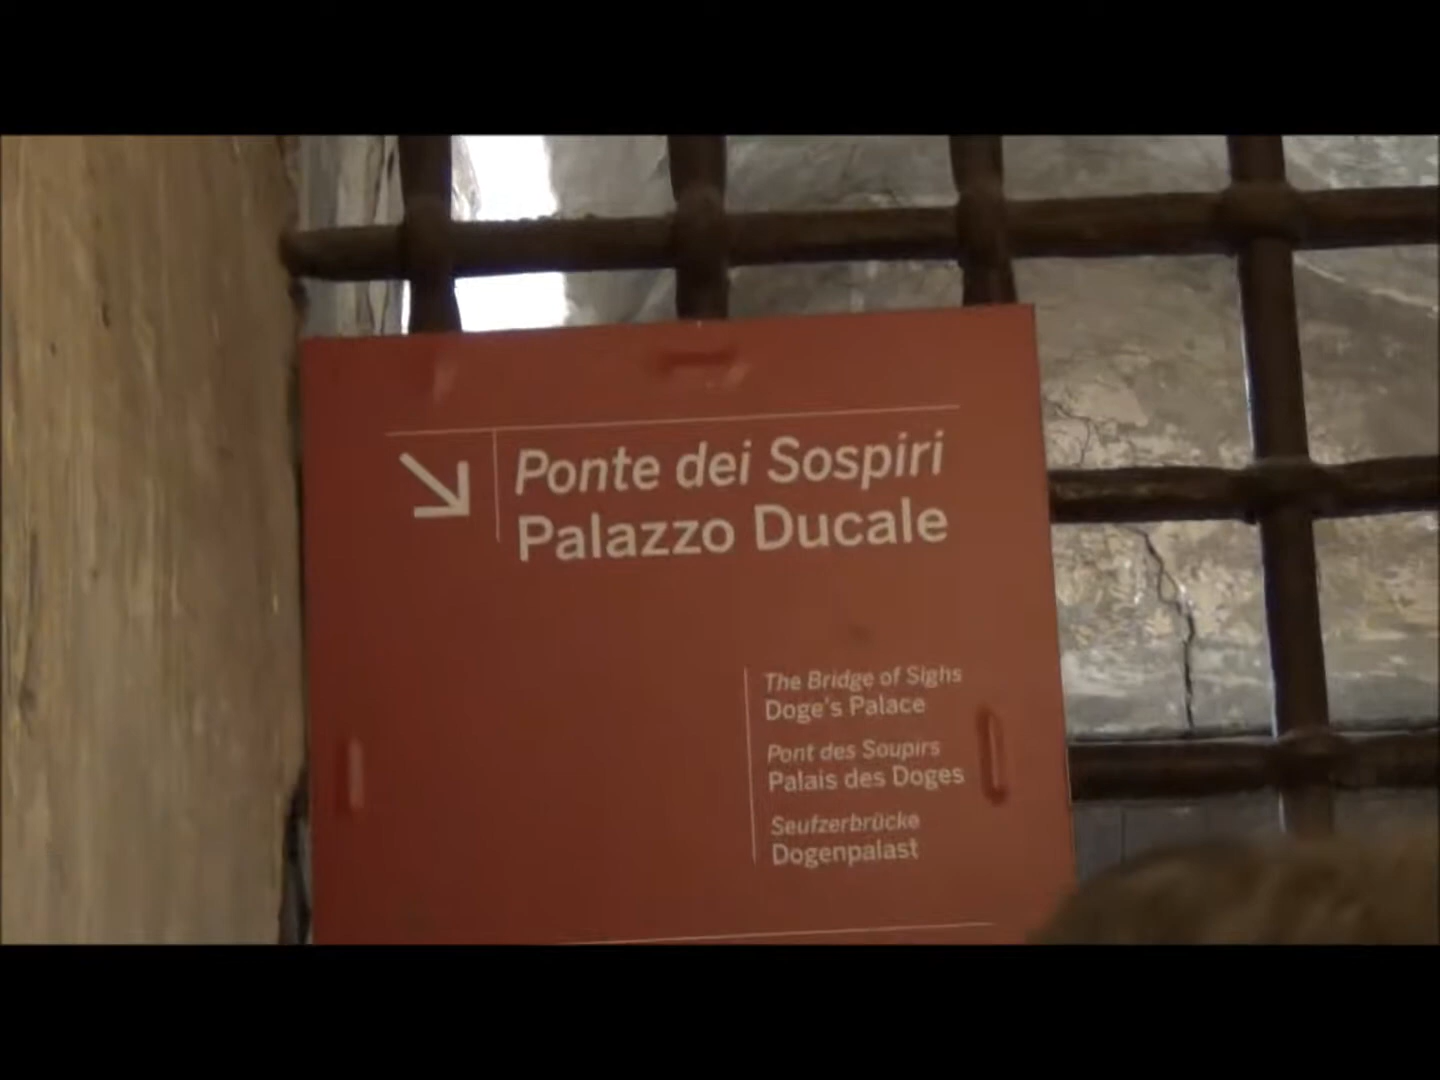 Ponte dei Sospiri
Palazzo Ducale
The Bridge of Sighs
Doge's Palace
Pont des Soupirs
Palais des Doges
Seufzerbrücke
Dogenpalast